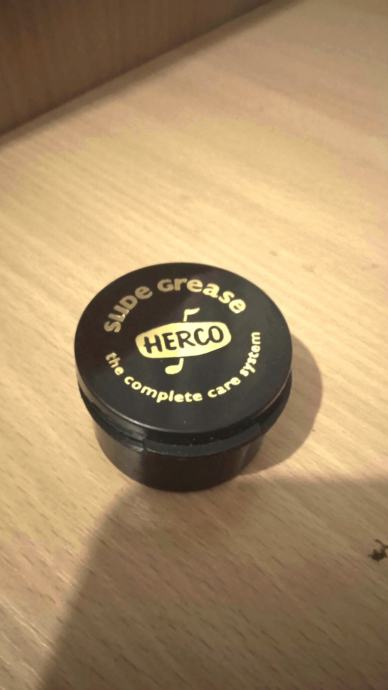 SLIDE Grease
HERCO
the complete care system